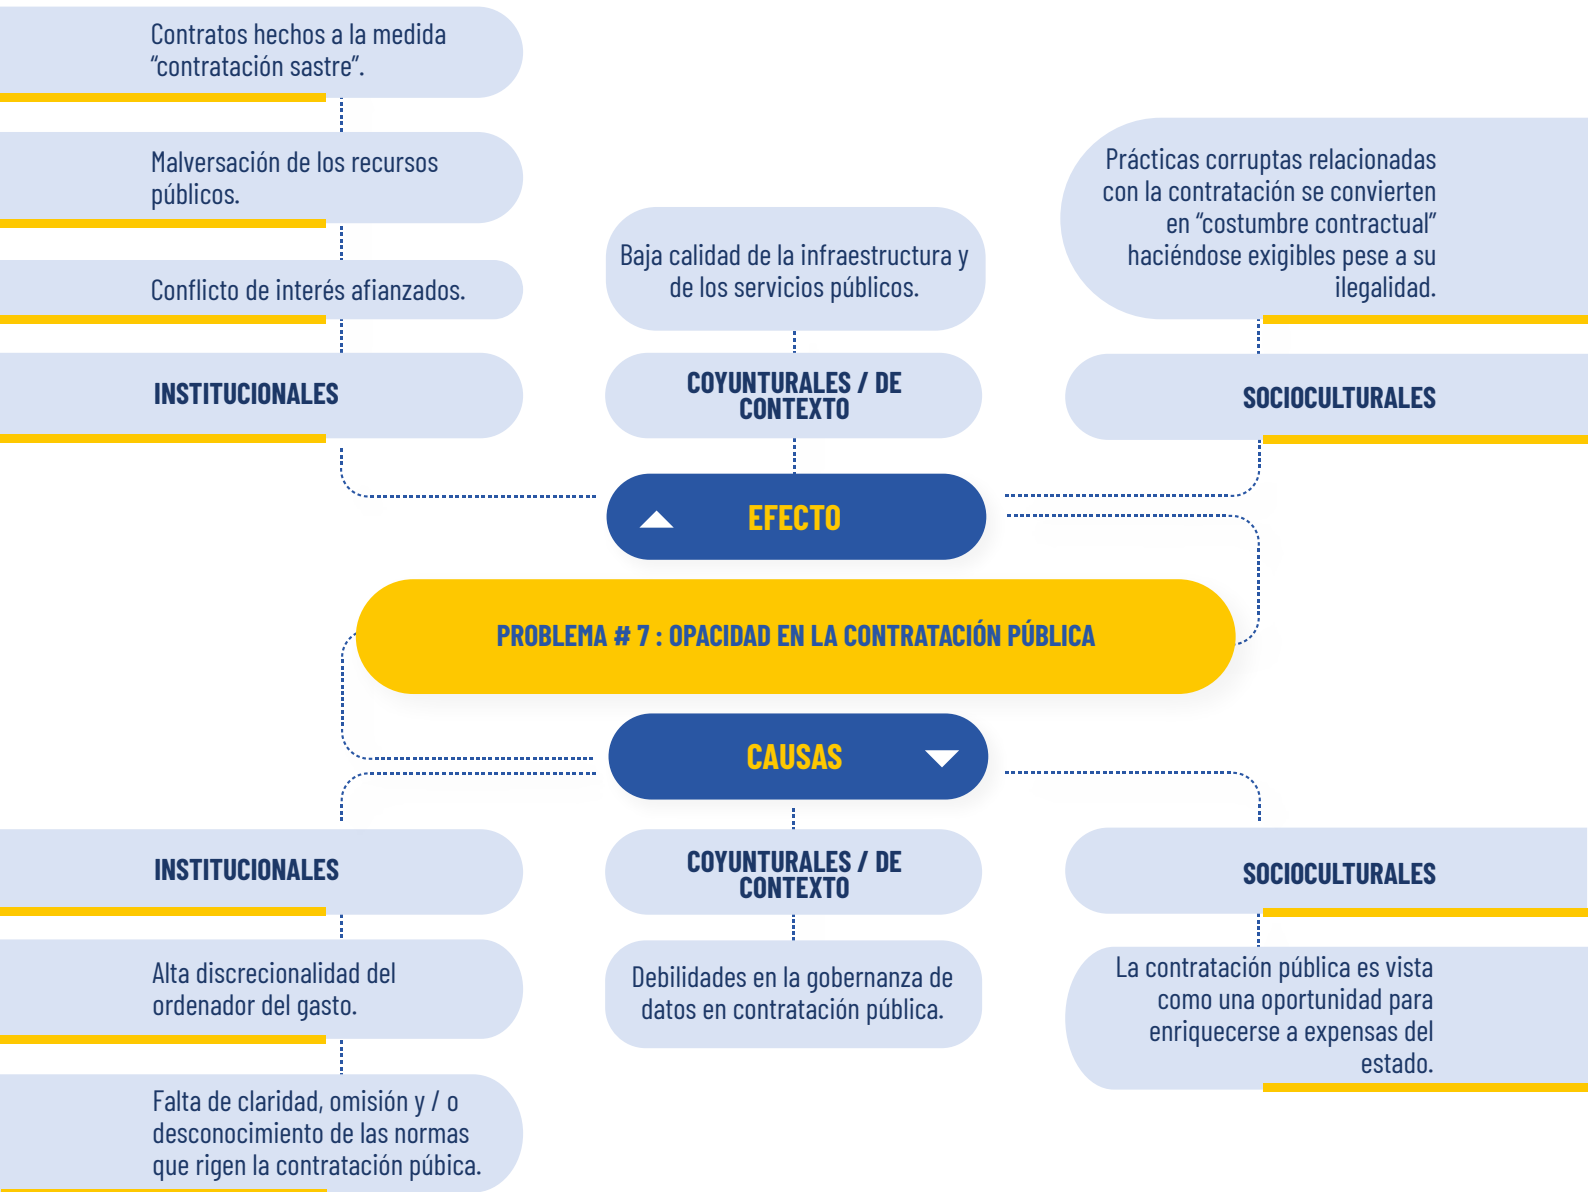 Contratos hechos a la medida
“contratación sastre”.
Malversación de los recursos
públicos.
Conflicto de interés afianzados.
INSTITUCIONALES
Baja calidad de la infraestructura y
de los servicios públicos.
COYUNTURALES / DE
CONTEXTO
Prácticas corruptas relacionadas
con la contratación se convierten
en “costumbre contractual”
haciéndose exigibles pese a su
ilegalidad.
SOCIOCULTURALES
EFECTO
PROBLEMA # 7 : OPACIDAD EN LA CONTRATACIÓN PÚBLICA
CAUSAS
INSTITUCIONALES
Alta discrecionalidad del
ordenador del gasto.
Falta de claridad, omisión y / o
desconocimiento de las normas
que rigen la contratación púbica.
COYUNTURALES / DE
CONTEXTO
Debilidades en la gobernanza de
datos en contratación pública.
SOCIOCULTURALES
La contratación pública es vista
como una oportunidad para
enriquecerse a expensas del
estado.